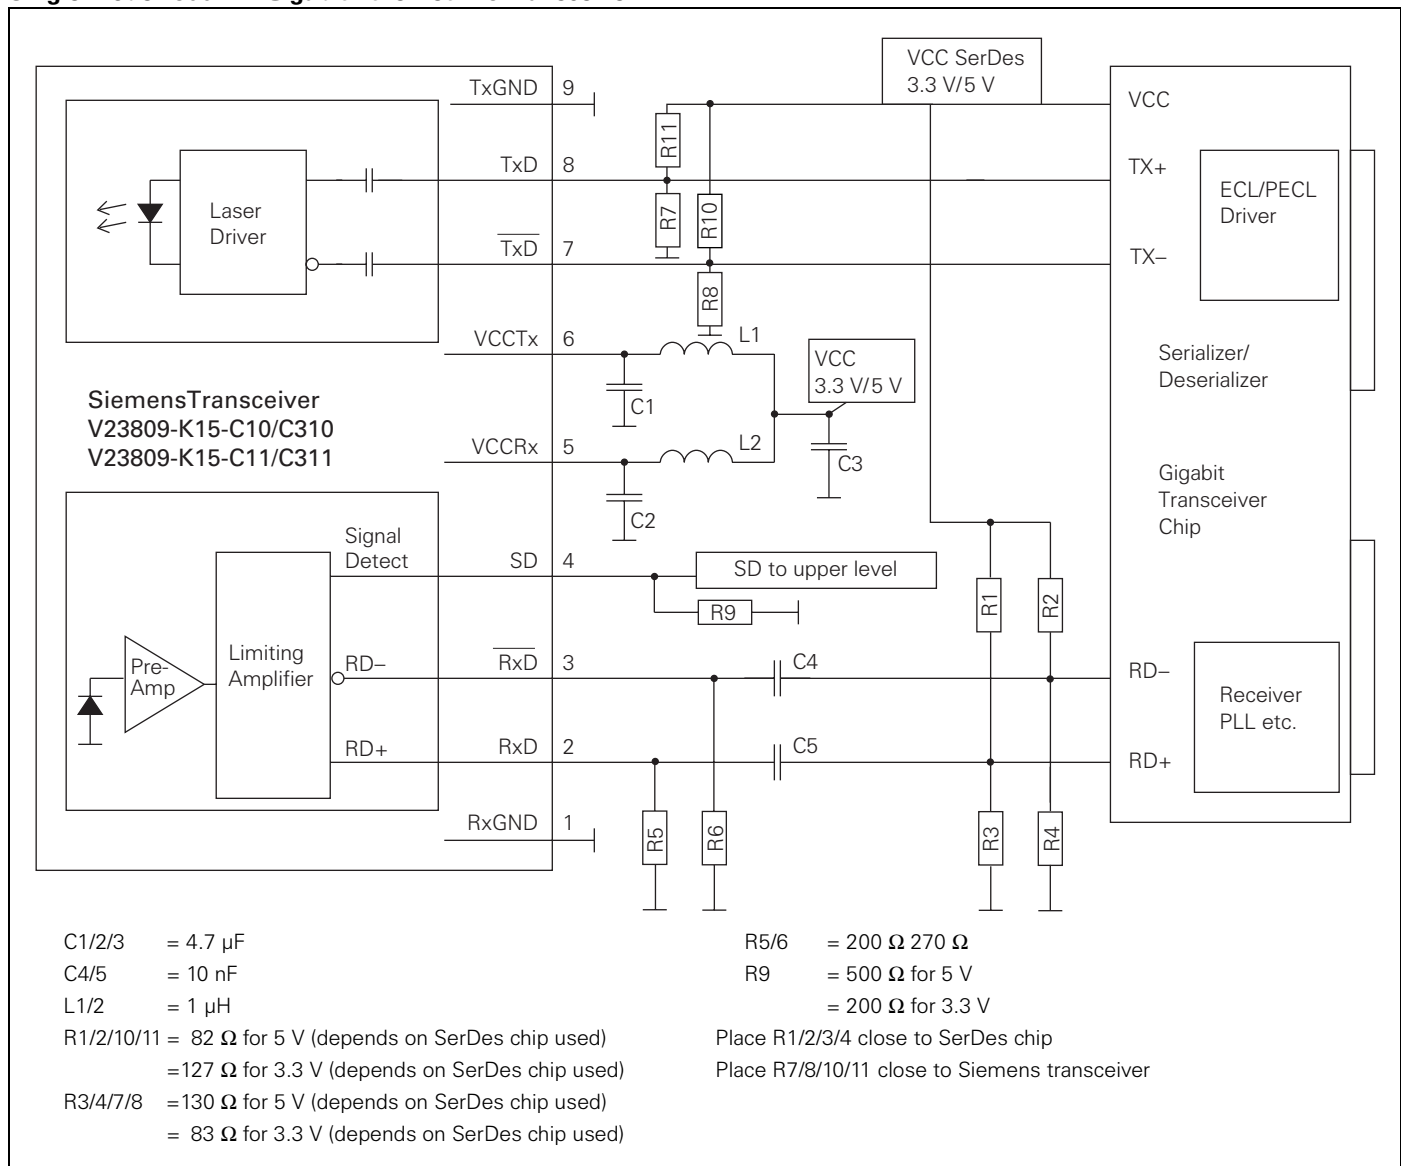 TxGND 9
VCC SerDes
3.3 V/5 V
VCC
R11
TxD 8
TX+
Laser
Driver
R7
R10
ECL/PECL
Driver
TxD 7
TX–
R8
VCCTx 6
L1
C1
VCC
3.3 V/5 V
Serializer/
Deserializer
SiemensTransceiver
V23809-K15-C10/C310
V23809-K15-C11/C311
VCCRx 5
L2
C3
C2
Gigabit
Transceiver
Chip
Signal
Detect
SD 4
SD to upper level
R9
R1
R2
Pre-
Amp
Limiting
Amplifier
RD–
RxD 3
C4
RD–
Receiver
PLL etc.
RD+
RxD 2
C5
RD+
RxGND 1
R5
R6
R3
R4
C1/2/3 = 4.7 µF
C4/5 = 10 nF
L1/2 = 1 µH
R1/2/10/11 = 82 Ω for 5 V (depends on SerDes chip used)
=127 Ω for 3.3 V (depends on SerDes chip used)
R3/4/7/8 =130 Ω for 5 V (depends on SerDes chip used)
= 83 Ω for 3.3 V (depends on SerDes chip used)
R5/6 = 200 Ω 270 Ω
R9 = 500 Ω for 5 V
= 200 Ω for 3.3 V
Place R1/2/3/4 close to SerDes chip
Place R7/8/10/11 close to Siemens transceiver